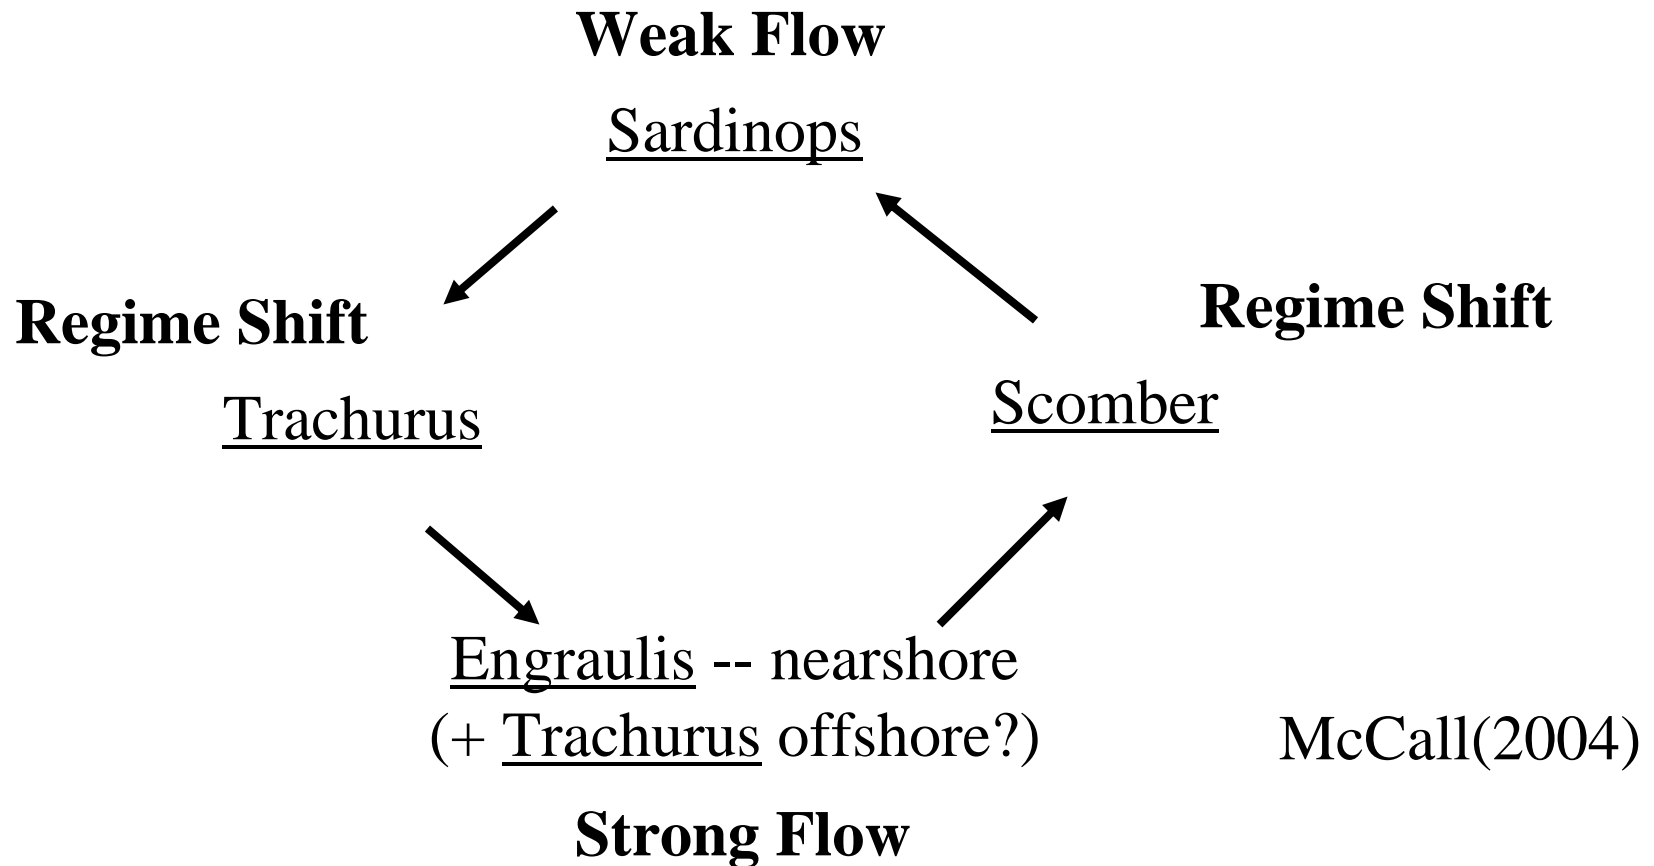 Weak Flow
Sardinops
Regime Shift
Regime Shift
Trachurus
Scomber
Engraulis -- nearshore
(+ Trachurus offshore?)
McCall(2004)
Strong Flow